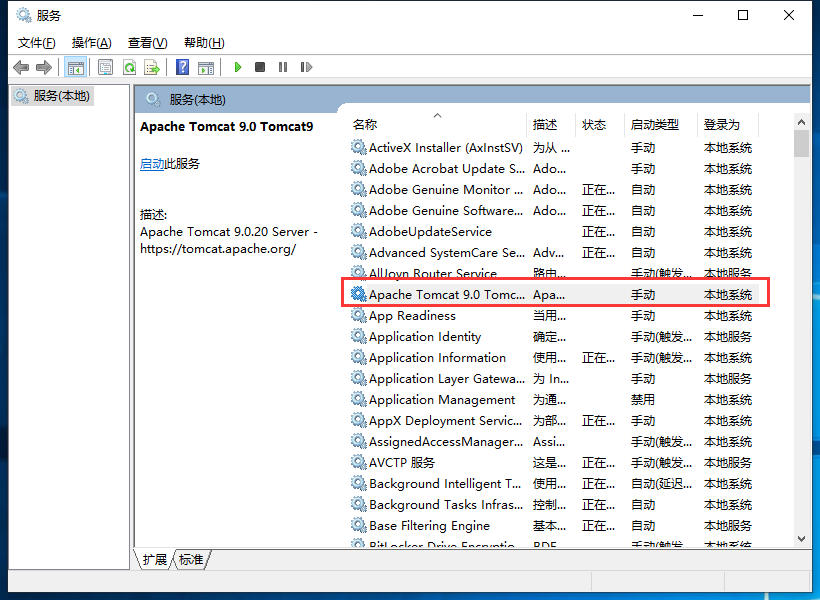 服务
文件(F) 操作(A) 查看(V) 帮助(H)
服务(本地)
服务(本地)
Apache Tomcat 9.0 Tomcat9
启动此服务
描述:
Apache Tomcat 9.0.20 Server -
https://tomcat.apache.org/
名称 描述 状态 启动类型 登录为
ActiveX Installer (AxInstSV) 为从 ... 手动 本地系统
Adobe Acrobat Update S... Ado... 手动 本地系统
Adobe Genuine Monitor ... Ado... 正在... 自动 本地系统
Adobe Genuine Software... Ado... 正在... 自动 本地系统
AdobeUpdateService 正在... 自动 本地系统
Advanced SystemCare Se... Adv... 正在... 自动 本地系统
AllJoyn Router Service 路由... 手动(触发... 本地服务
Apache Tomcat 9.0 Tomc... Apa... 手动 本地系统
App Readiness 当用... 手动 本地系统
Application Identity 确定... 手动(触发... 本地服务
Application Information 使用... 正在... 手动(触发... 本地系统
Application Layer Gatewa... 为 In... 手动 本地服务
Application Management 为通... 禁用 本地系统
AppX Deployment Servic... 为部... 正在... 手动 本地系统
AssignedAccessManager... Assi... 手动(触发... 本地系统
AVCTP 服务 这是... 正在... 手动(触发... 本地服务
Background Intelligent T... 使用... 正在... 自动(延迟... 本地系统
Background Tasks Infras... 控制... 正在... 自动 本地系统
Base Filtering Engine 基本... 正在... 自动 本地服务
BitLocker Drive Encryptio... BDE... 手动(触发... 本地系统
扩展 标准